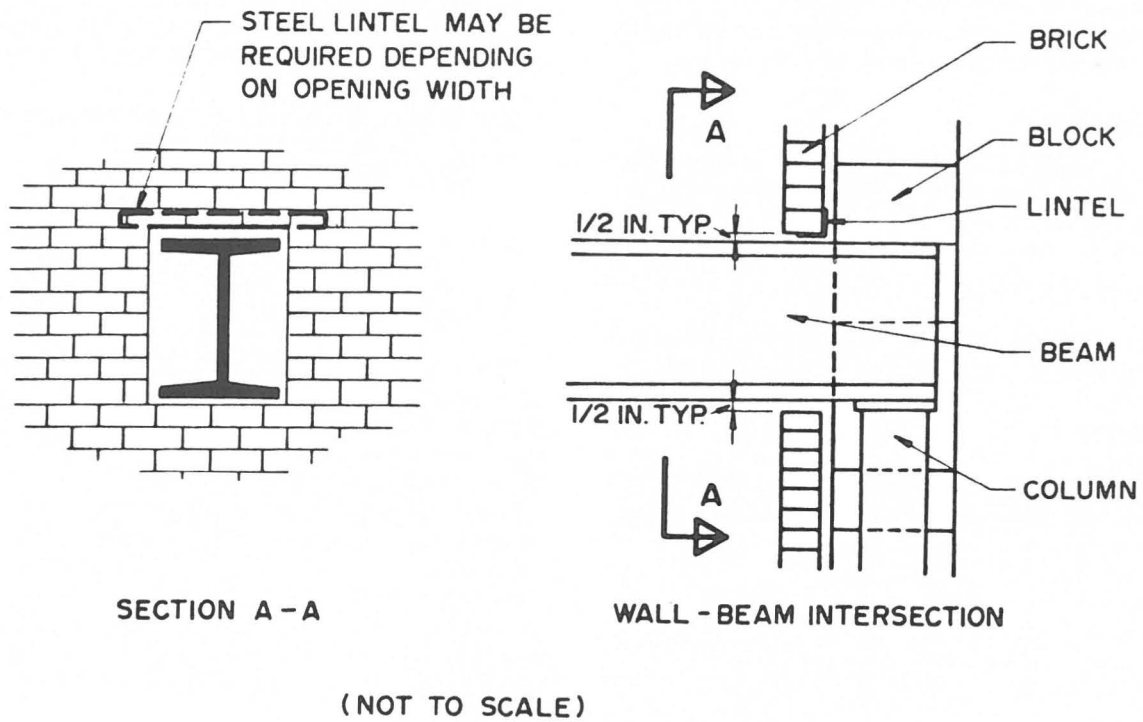 STEEL LINTEL MAY BE
REQUIRED DEPENDING
ON OPENING WIDTH
SECTION A-A
A
BRICK
BLOCK
LINTEL
1/2 IN. TYP.
BEAM
1/2 IN. TYP.
A
COLUMN
WALL-BEAM INTERSECTION
(NOT TO SCALE)